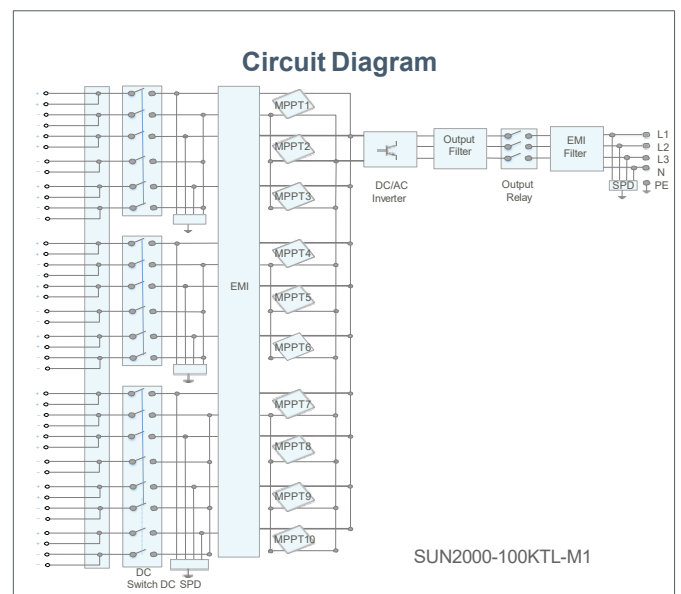 Circuit Diagram
MPPT1
MPPT2
MPPT3
MPPT4
MPPT5
MPPT6
MPPT7
MPPT8
MPPT9
MPPT10
EMI
DC
Switch DC SPD
DC/AC
Inverter
Output
Filter
Output
Relay
EMI
Filter
SPD
L1
L2
L3
N
PE
SUN2000-100KTL-M1